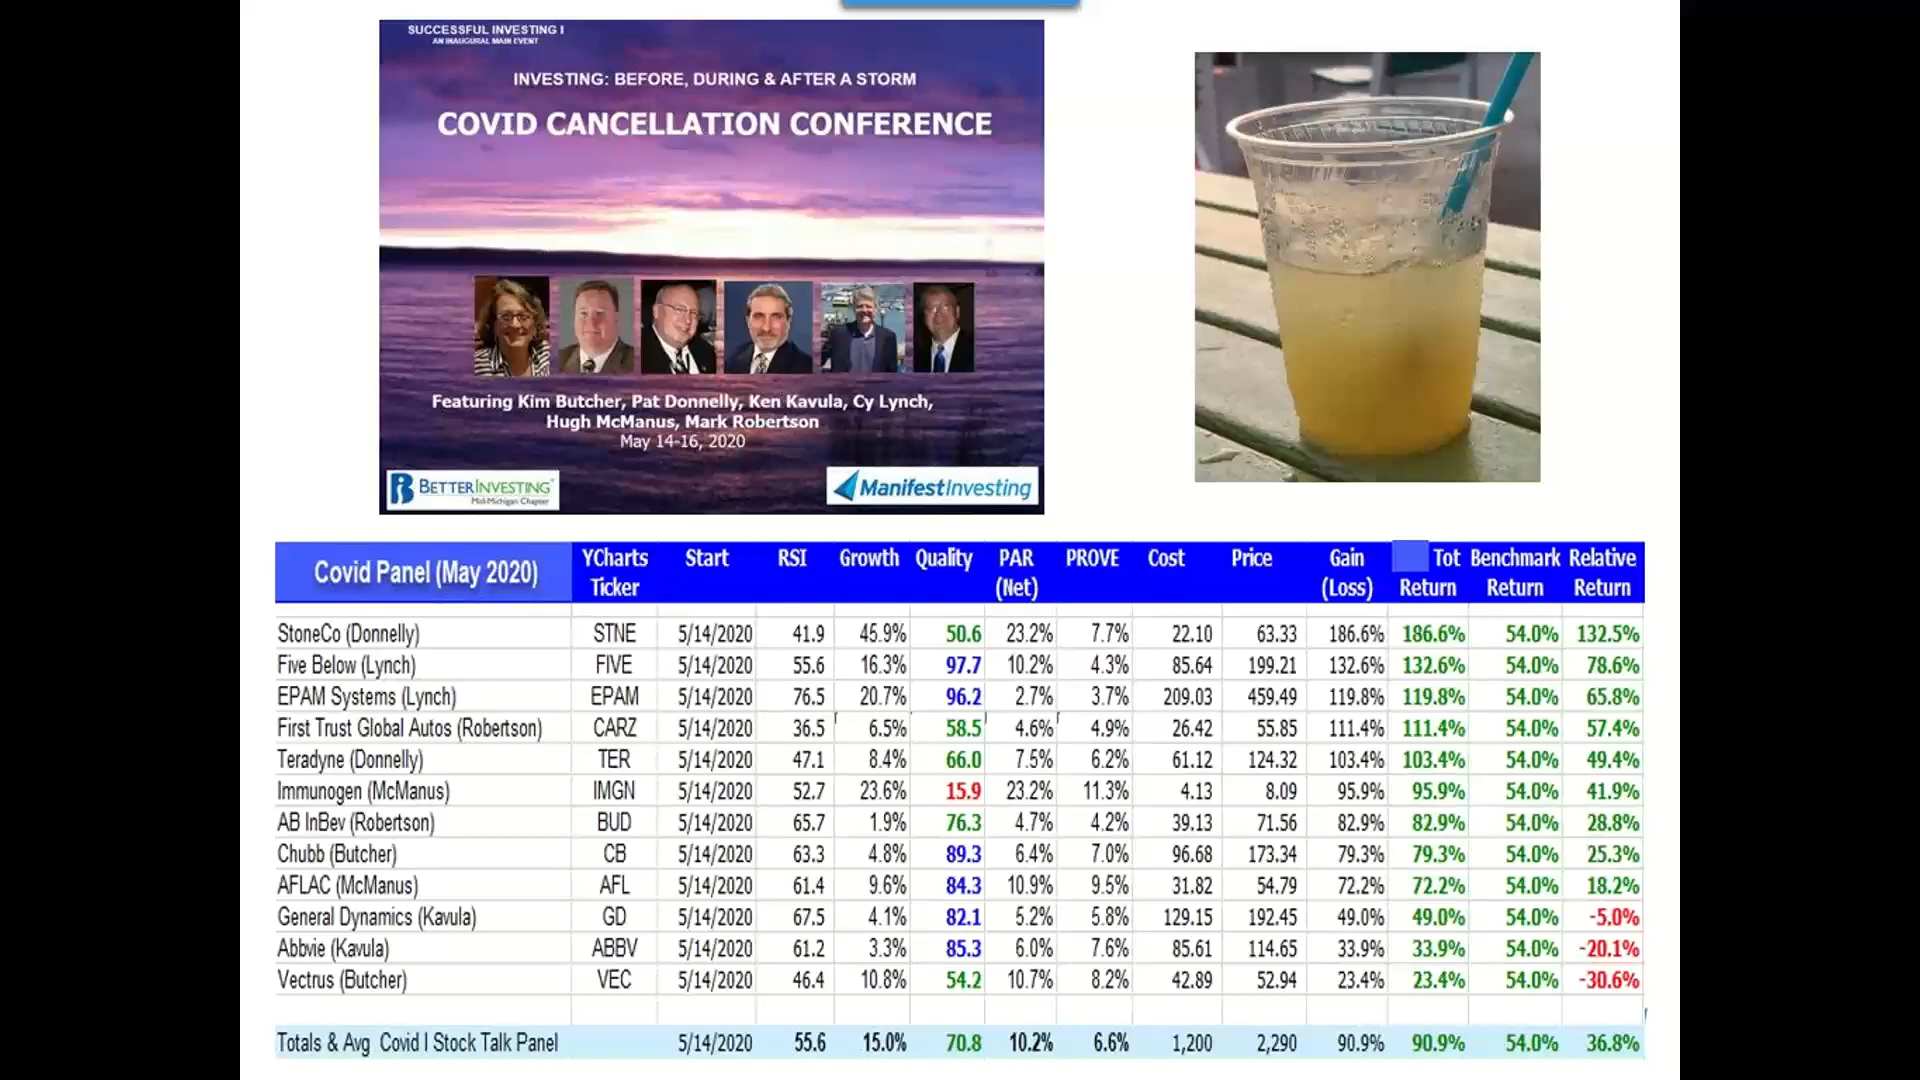 SUCCESSFUL INVESTING I
AN INAUGURAL MAIN EVENT
INVESTING: BEFORE, DURING & AFTER A STORM
COVID CANCELLATION CONFERENCE
Featuring Kim Butcher, Pat Donnelly, Ken Kavula, Cy Lynch,
Hugh McManus, Mark Robertson
May 14-16, 2020
BETTERINVESTING
Mid-Michigan Chapter
ManifestInvesting
Covid Panel (May 2020) YCharts Ticker Start RSI Growth Quality PAR (Net) PROVE Cost Price Gain (Loss) Tot Return Benchmark Return Relative Return
StoneCo (Donnelly) STNE 5/14/2020 41.9 45.9% 50.6 23.2% 7.7% 22.10 63.33 186.6% 186.6% 54.0% 132.5%
Five Below (Lynch) FIVE 5/14/2020 55.6 16.3% 97.7 10.2% 4.3% 85.64 199.21 132.6% 132.6% 54.0% 78.6%
EPAM Systems (Lynch) EPAM 5/14/2020 76.5 20.7% 96.2 2.7% 3.7% 209.03 459.49 119.8% 119.8% 54.0% 65.8%
First Trust Global Autos (Robertson) CARZ 5/14/2020 36.5 6.5% 58.5 4.6% 4.9% 26.42 55.85 111.4% 111.4% 54.0% 57.4%
Teradyne (Donnelly) TER 5/14/2020 47.1 8.4% 66.0 7.5% 6.2% 61.12 124.32 103.4% 103.4% 54.0% 49.4%
Immunogen (McManus) IMGN 5/14/2020 52.7 23.6% 15.9 23.2% 11.3% 4.13 8.09 95.9% 95.9% 54.0% 41.9%
AB InBev (Robertson) BUD 5/14/2020 65.7 1.9% 76.3 4.7% 4.2% 39.13 71.56 82.9% 82.9% 54.0% 28.8%
Chubb (Butcher) CB 5/14/2020 63.3 4.8% 89.3 6.4% 7.0% 96.68 173.34 79.3% 79.3% 54.0% 25.3%
AFLAC (McManus) AFL 5/14/2020 61.4 9.6% 84.3 10.9% 9.5% 31.82 54.79 72.2% 72.2% 54.0% 18.2%
General Dynamics (Kavula) GD 5/14/2020 67.5 4.1% 82.1 5.2% 5.8% 129.15 192.45 49.0% 49.0% 54.0% -5.0%
Abbvie (Kavula) ABBV 5/14/2020 61.2 3.3% 85.3 6.0% 7.6% 85.61 114.65 33.9% 33.9% 54.0% -20.1%
Vectrus (Butcher) VEC 5/14/2020 46.4 10.8% 54.2 10.7% 8.2% 42.89 52.94 23.4% 23.4% 54.0% -30.6%
Totals & Avg Covid I Stock Talk Panel 5/14/2020 55.6 15.0% 70.8 10.2% 6.6% 1,200 2,290 90.9% 90.9% 54.0% 36.8%